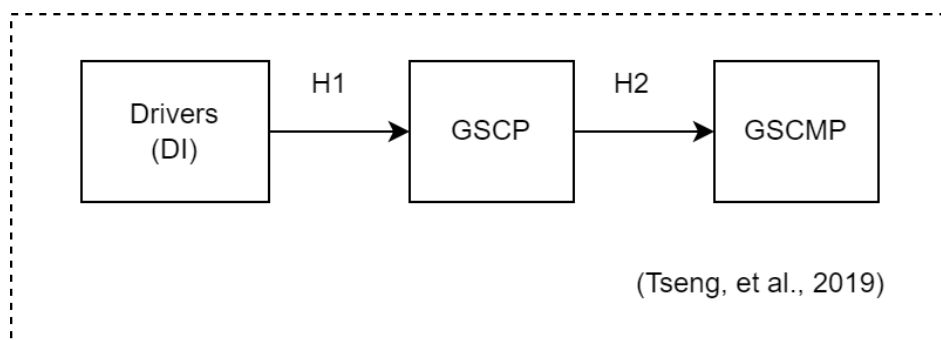 H1
H2
Drivers
(DI)
GSCP
GSCMP
(Tseng, et al., 2019)